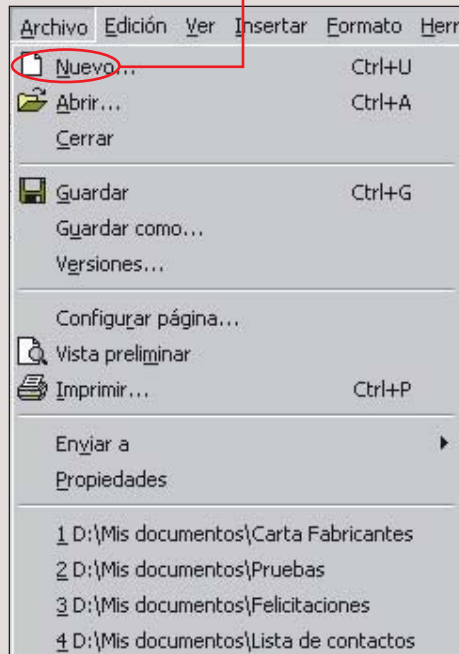 Archivo Edición Ver Insertar Formato Herr
Nuevo... Ctrl+U
Abrir... Ctrl+A
Cerrar
Guardar Ctrl+G
Guardar como...
Versiones...
Configurar página...
Vista preliminar
Imprimir... Ctrl+P
Enviar a
Propiedades
1 D:\Mis documentos\Carta Fabricantes
2 D:\Mis documentos\Pruebas
3 D:\Mis documentos\Felicitaciones
4 D:\Mis documentos\Lista de contactos